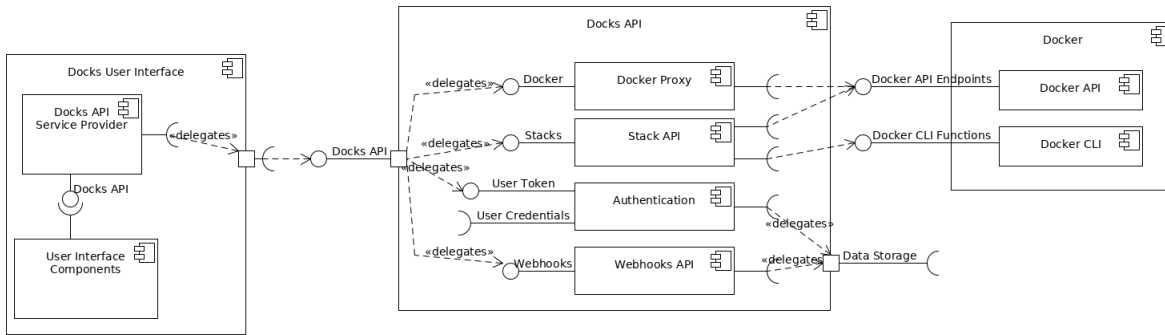 Docks User Interface
Docks API
Service Provider
«delegates»
Docks API
User Interface
Components
Docks API
Docks API
«delegates»
Docker
Docker Proxy
«delegates»
Stacks
Stack API
«delegates»
User Token
User Credentials
Authentication
«delegates»
«delegates»
Webhooks
Webhooks API
«delegates»
Data Storage
Docker
Docker API Endpoints
Docker API
Docker CLI Functions
Docker CLI